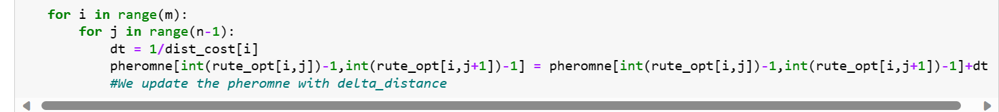 for i in range(m):
    for j in range(n-1):
        dt = 1/dist_cost[i]
        pheromne[int(rute_opt[i,j])-1,int(rute_opt[i,j+1])-1] = pheromne[int(rute_opt[i,j])-1,int(rute_opt[i,j+1])-1]+dt
        #We update the pheromne with delta_distance